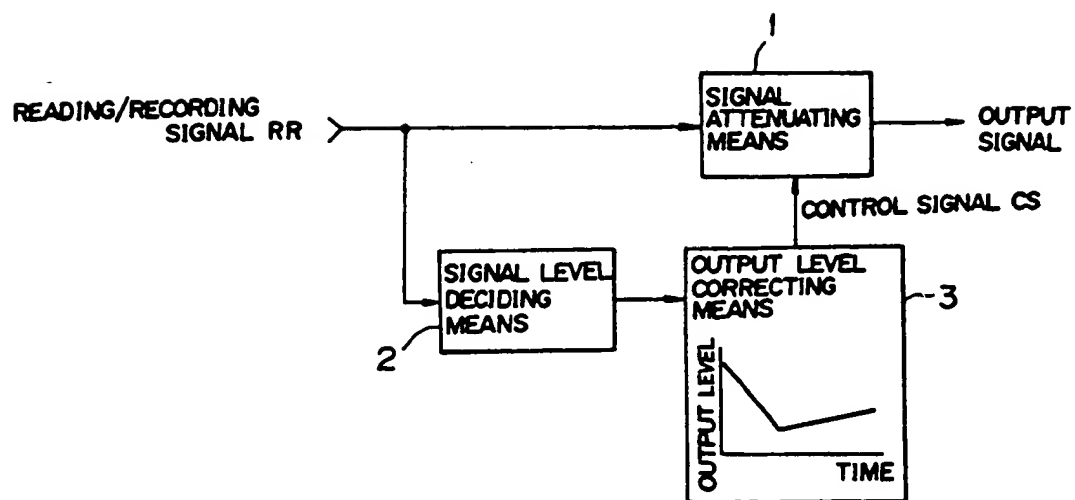 1
READING/RECORDING
SIGNAL RR
SIGNAL
ATTENUATING
MEANS
OUTPUT
SIGNAL
CONTROL SIGNAL CS
SIGNAL LEVEL
DECIDING
MEANS
2
OUTPUT LEVEL
CORRECTING
MEANS
3
OUTPUT LEVEL
TIME